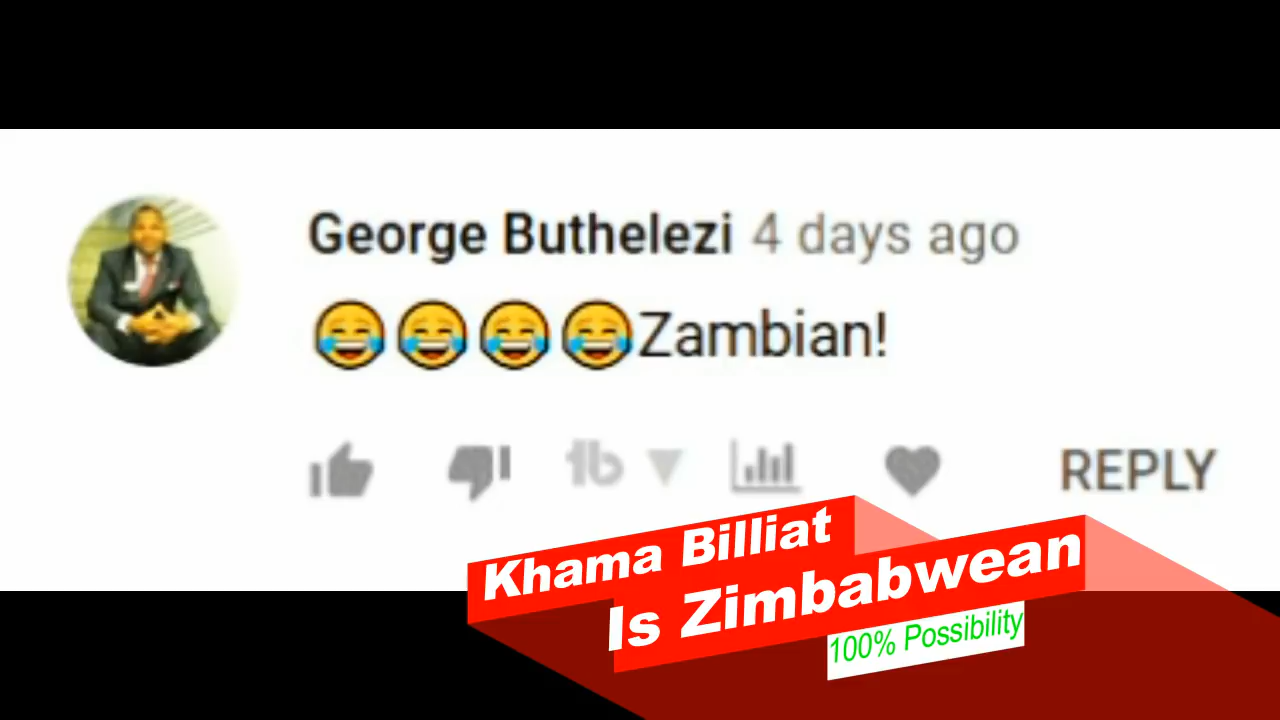 George Buthelezi 4 days ago
😂😂😂😂Zambian!
REPLY
Khama Billiat
Is Zimbabwean
100% Possibility